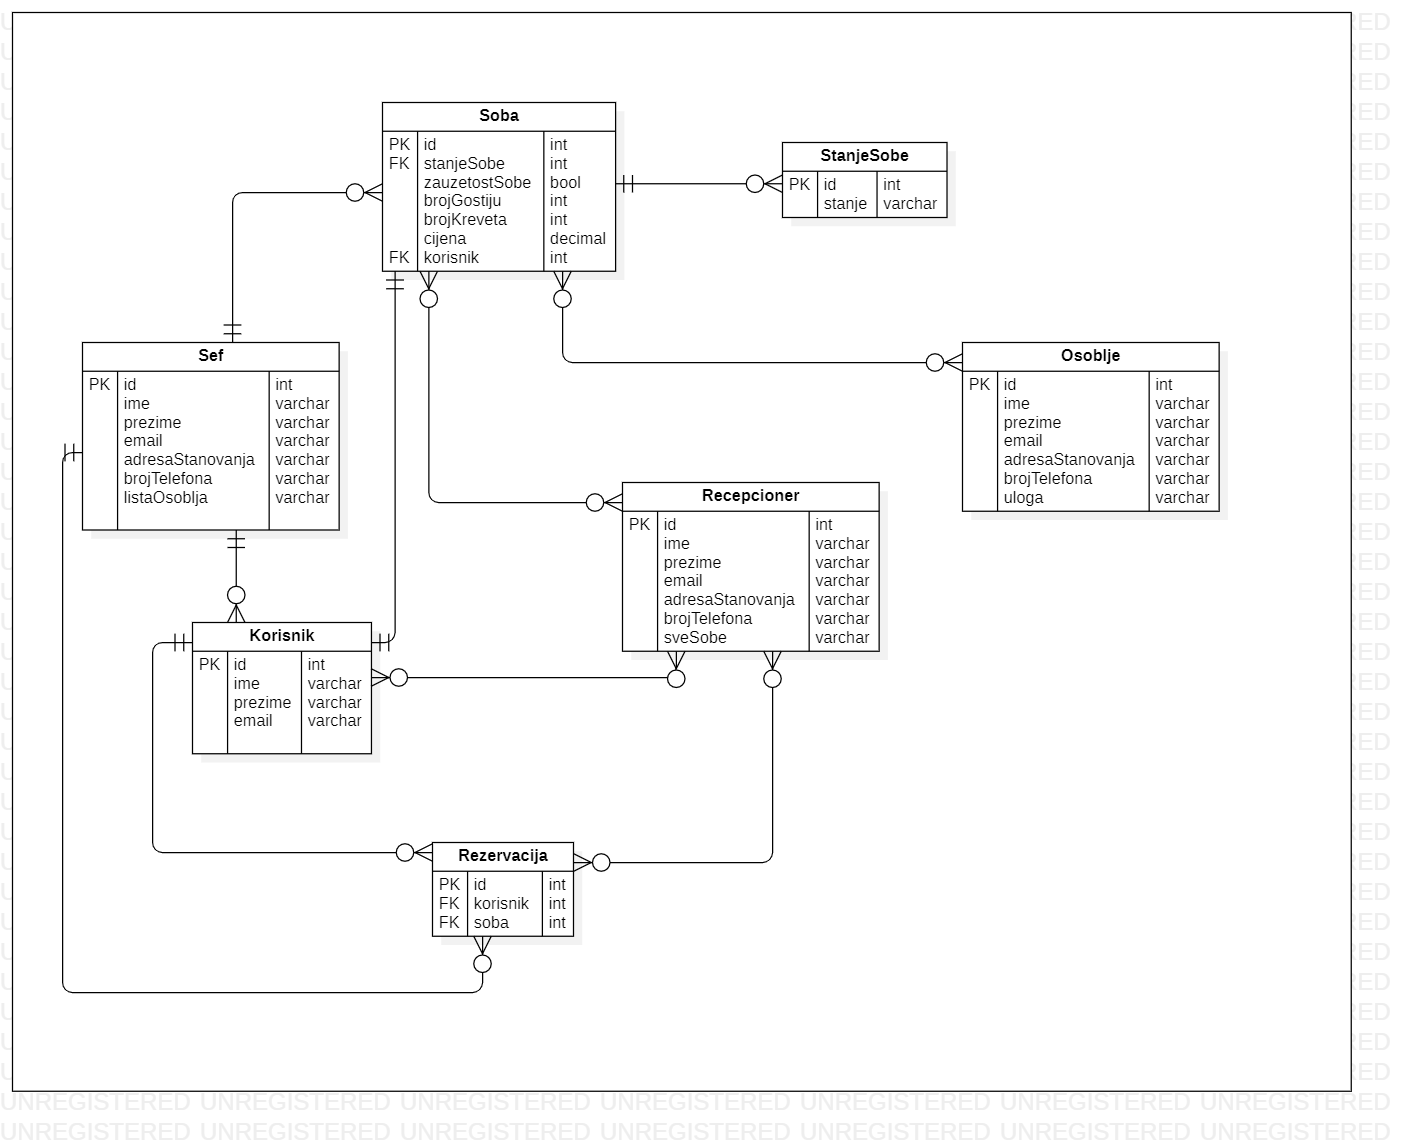 Soba
PK id int
FK stanjeSobe int
zauzetostSobe bool
brojGostiju int
brojKreveta int
cijena decimal
FK korisnik int
StanjeSobe
PK id int
stanje varchar
Sef
PK id int
ime varchar
prezime varchar
email varchar
adresaStanovanja varchar
brojTelefona varchar
listaOsoblja varchar
Osoblje
PK id int
ime varchar
prezime varchar
email varchar
adresaStanovanja varchar
brojTelefona varchar
uloga varchar
Recepcioner
PK id int
ime varchar
prezime varchar
email varchar
adresaStanovanja varchar
brojTelefona varchar
sveSobe varchar
Korisnik
PK id int
ime varchar
prezime varchar
email varchar
Rezervacija
PK id int
FK korisnik int
FK soba int
UNREGISTERED UNREGISTERED UNREGISTERED UNREGISTERED UNREGISTERED UNREGISTERED UNREGISTERED
UNREGISTERED UNREGISTERED UNREGISTERED UNREGISTERED UNREGISTERED UNREGISTERED UNREGISTERED